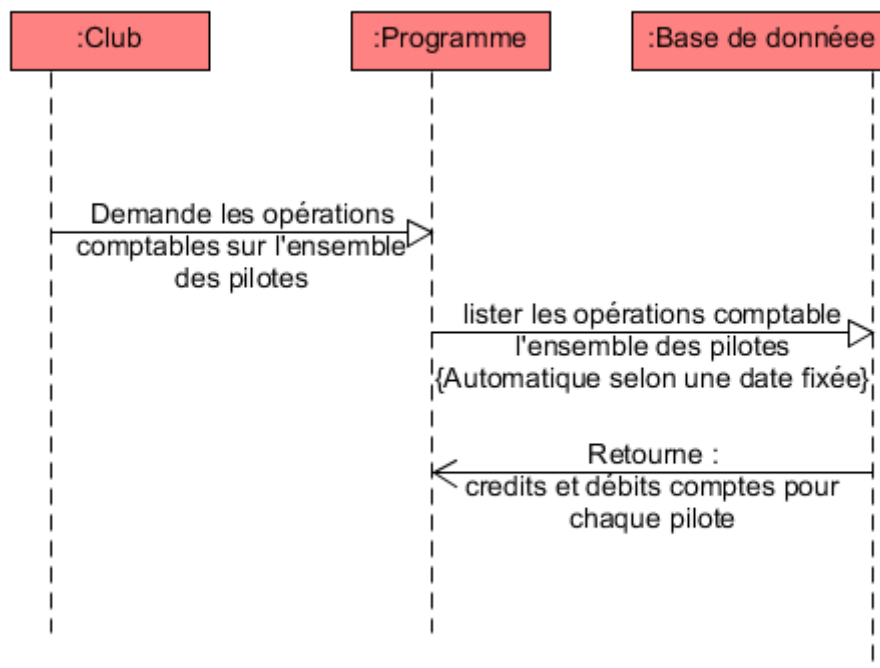 :Club
:Programme
:Base de donnéee
Demande les opérations
comptables sur l'ensemble
des pilotes
lister les opérations comptable
l'ensemble des pilotes
{Automatique selon une date fixée}
Retourne :
credits et débits comptes pour
chaque pilote